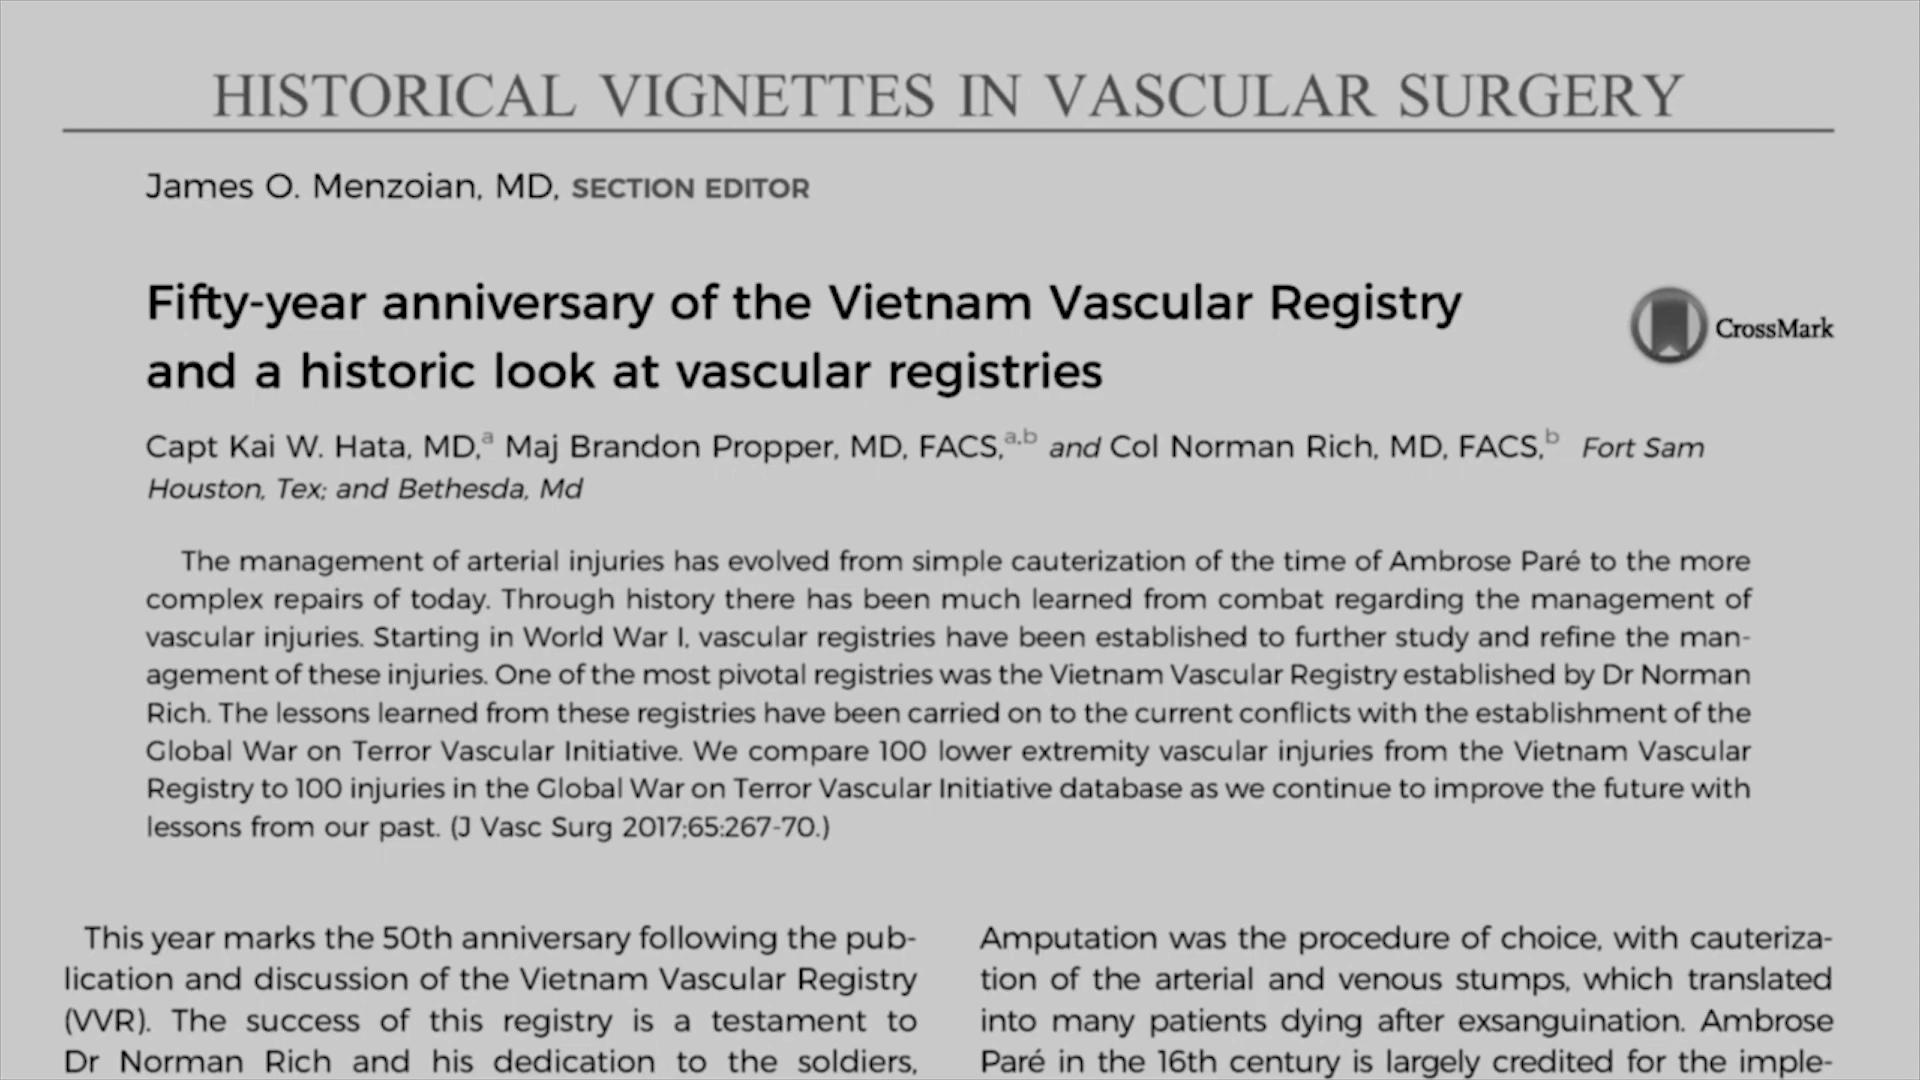 HISTORICAL VIGNETTES IN VASCULAR SURGERY
James O. Menzoian, MD, SECTION EDITOR
Fifty-year anniversary of the Vietnam Vascular Registry
and a historic look at vascular registries
CrossMark
Capt Kai W. Hata, MD,a Maj Brandon Propper, MD, FACS,a,b and Col Norman Rich, MD, FACS,b Fort Sam
Houston, Tex; and Bethesda, Md
The management of arterial injuries has evolved from simple cauterization of the time of Ambrose Paré to the more
complex repairs of today. Through history there has been much learned from combat regarding the management of
vascular injuries. Starting in World War I, vascular registries have been established to further study and refine the man-
agement of these injuries. One of the most pivotal registries was the Vietnam Vascular Registry established by Dr Norman
Rich. The lessons learned from these registries have been carried on to the current conflicts with the establishment of the
Global War on Terror Vascular Initiative. We compare 100 lower extremity vascular injuries from the Vietnam Vascular
Registry to 100 injuries in the Global War on Terror Vascular Initiative database as we continue to improve the future with
lessons from our past. (J Vasc Surg 2017;65:267-70.)
This year marks the 50th anniversary following the pub-
lication and discussion of the Vietnam Vascular Registry
(VVR). The success of this registry is a testament to
Dr Norman Rich and his dedication to the soldiers,
Amputation was the procedure of choice, with cauteriza-
tion of the arterial and venous stumps, which translated
into many patients dying after exsanguination. Ambrose
Paré in the 16th century is largely credited for the imple-